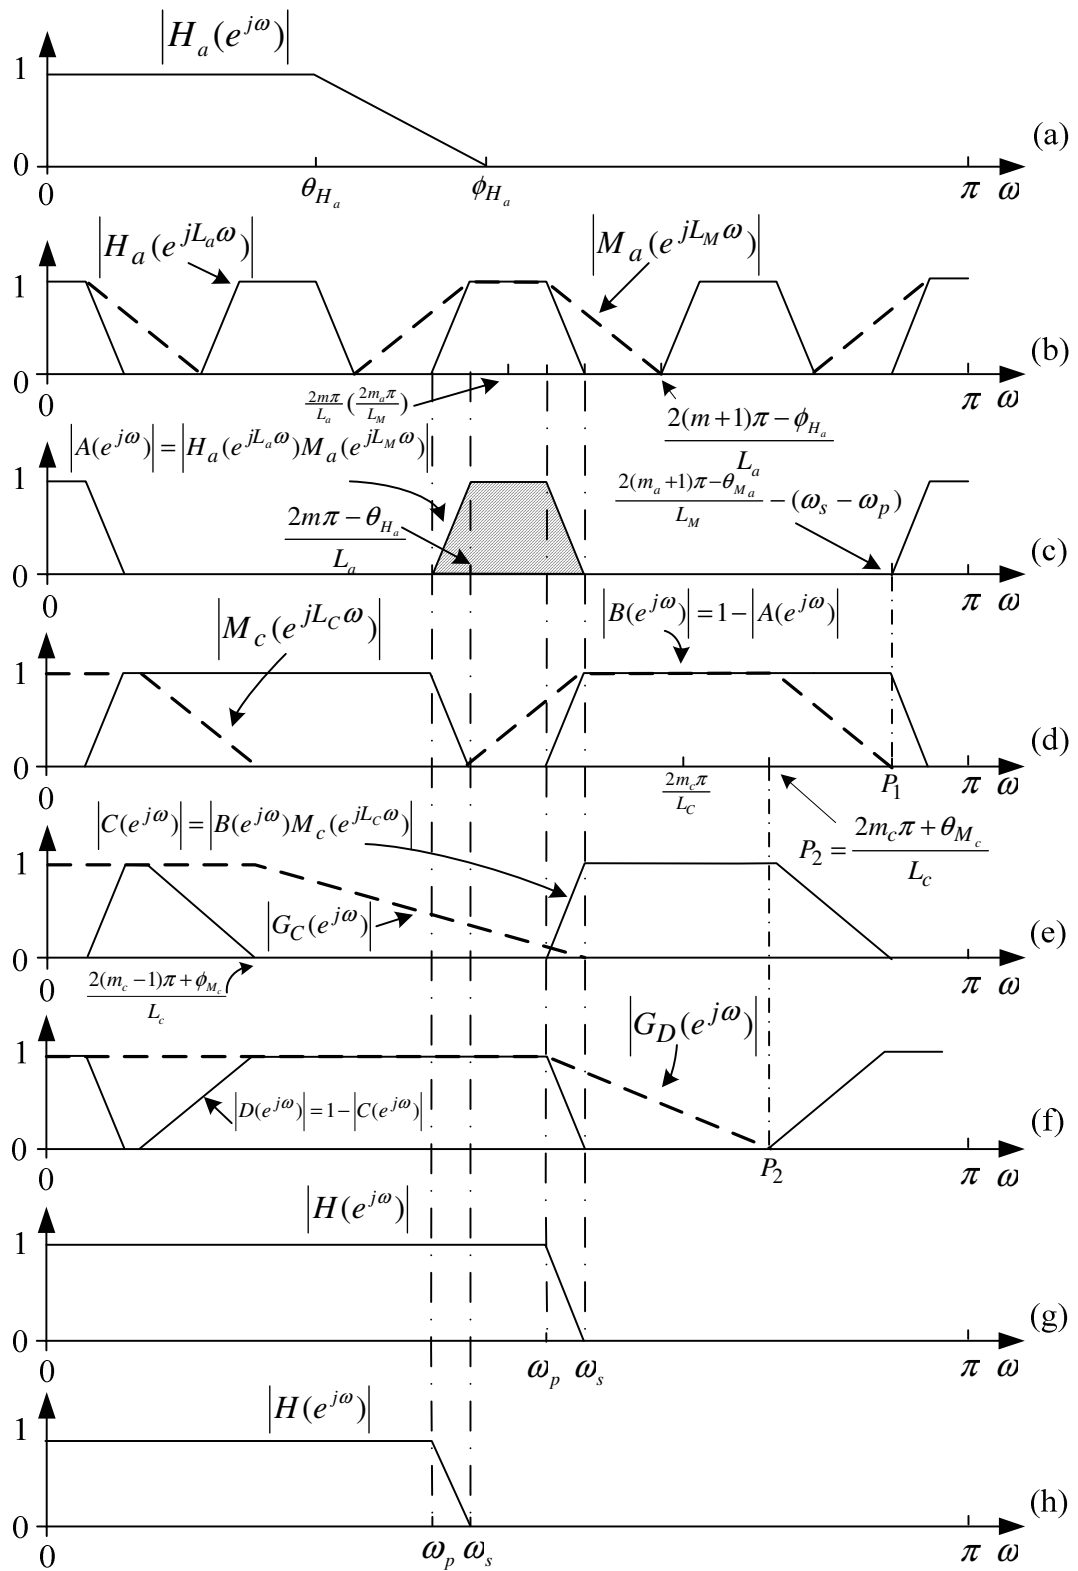 |H_a(e^{jω})|
1
0
0
θ_{H_a}
ϕ_{H_a}
π ω
(a)
|H_a(e^{jL_aω})|
|M_a(e^{jL_Mω})|
1
0
0
2mπ/L_a (2m_aπ/L_M)
(2(m+1)π−ϕ_{H_a})/L_a
π ω
(b)
|A(e^{jω})| = |H_a(e^{jL_aω})M_a(e^{jL_Mω})|
1
(2mπ−θ_{H_a})/L_a
(2(m_a+1)π−θ_{M_a})/L_M −(ω_s −ω_p)
0
0
π ω
(c)
|M_c(e^{jL_Cω})|
|B(e^{jω})| = 1−|A(e^{jω})|
1
0
0
2m_cπ/L_C
P_1
π ω
(d)
|C(e^{jω})| = |B(e^{jω})M_c(e^{jL_Cω})|
P_2 = (2m_cπ+θ_{M_c})/L_c
1
|G_C(e^{jω})|
0
0
(2(m_c−1)π+ϕ_{M_c})/L_c
π ω
(e)
|G_D(e^{jω})|
1
|D(e^{jω})| = 1−|C(e^{jω})|
0
0
P_2
π ω
(f)
|H(e^{jω})|
1
0
0
ω_p ω_s
π ω
(g)
|H(e^{jω})|
1
0
0
ω_p ω_s
π ω
(h)